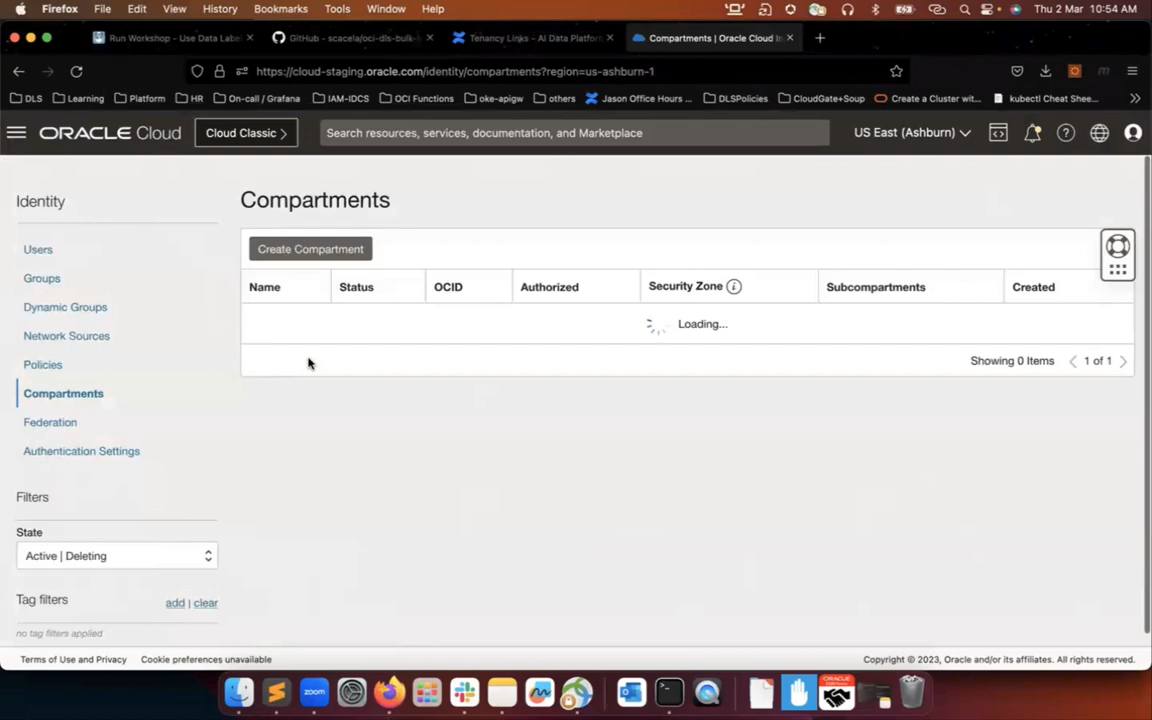 Firefox File Edit View History Bookmarks Tools Window Help Thu 2 Mar 10:54 AM
Run Workshop - Use Data Label
GitHub - scacela/oci-dls-bulk-
Tenancy Links - AI Data Platform
Compartments | Oracle Cloud In
https://cloud-staging.oracle.com/identity/compartments?region=us-ashburn-1
DLS Learning Platform HR On-call / Grafana IAM-IDCS OCI Functions oke-apigw others Jason Office Hours ... DLSPolicies CloudGate+Soup Create a Cluster wit... kubectl Cheat Shee...
ORACLE Cloud
Cloud Classic
Search resources, services, documentation, and Marketplace
US East (Ashburn)
Identity
Users
Groups
Dynamic Groups
Network Sources
Policies
Compartments
Federation
Authentication Settings
Filters
State
Active | Deleting
Tag filters
add | clear
no tag filters applied
Compartments
Create Compartment
Name Status OCID Authorized Security Zone Subcompartments Created
Loading...
Showing 0 Items
1 of 1
Terms of Use and Privacy
Cookie preferences unavailable
Copyright © 2023, Oracle and/or its affiliates. All rights reserved.
zoom